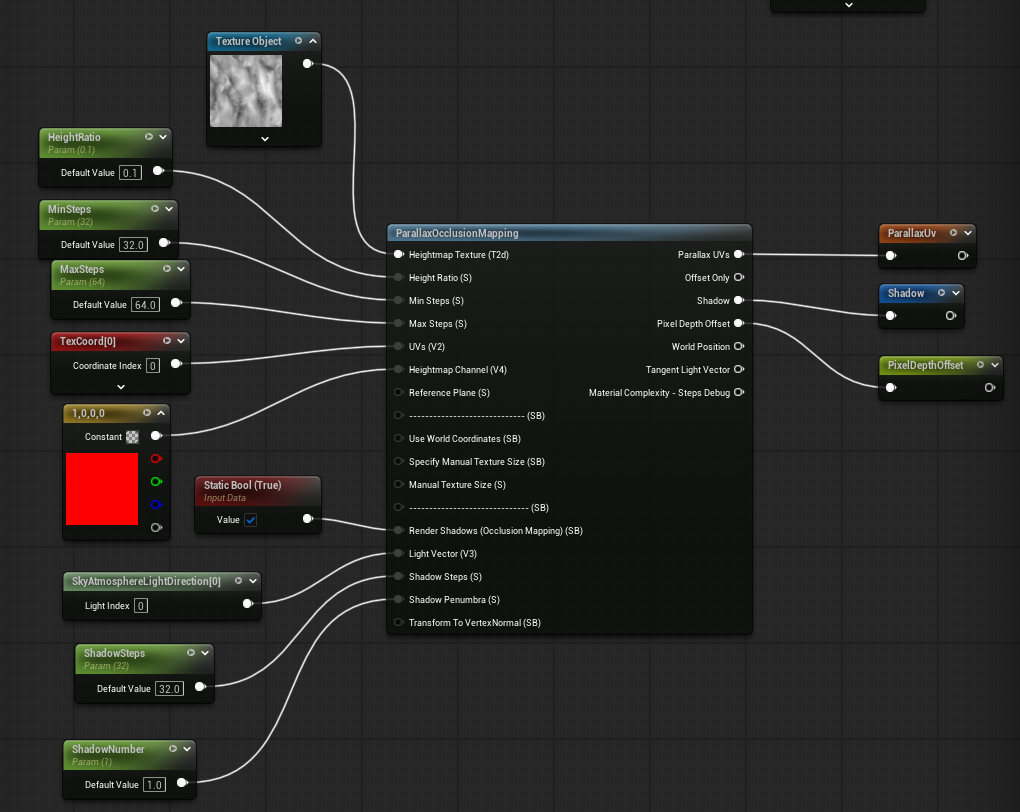 Texture Object
HeightRatio
Param (0.1)
Default Value 0.1
MinSteps
Param (32)
Default Value 32.0
MaxSteps
Param (64)
Default Value 64.0
TexCoord[0]
Coordinate Index 0
1,0,0,0
Constant
Static Bool (True)
Input Data
Value
SkyAtmosphereLightDirection[0]
Light Index 0
ShadowSteps
Param (32)
Default Value 32.0
ShadowNumber
Param (1)
Default Value 1.0
ParallaxOcclusionMapping
Heightmap Texture (T2d)
Height Ratio (S)
Min Steps (S)
Max Steps (S)
UVs (V2)
Heightmap Channel (V4)
Reference Plane (S)
---------------------------- (SB)
Use World Coordinates (SB)
Specify Manual Texture Size (SB)
Manual Texture Size (S)
----------------------------- (SB)
Render Shadows (Occlusion Mapping) (SB)
Light Vector (V3)
Shadow Steps (S)
Shadow Penumbra (S)
Transform To VertexNormal (SB)
Parallax UVs
Offset Only
Shadow
Pixel Depth Offset
World Position
Tangent Light Vector
Material Complexity - Steps Debug
ParallaxUv
Shadow
PixelDepthOffset